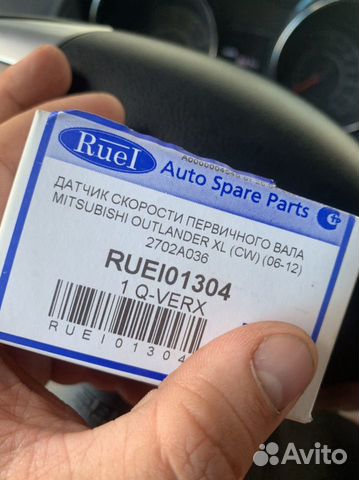 RueI
Auto Spare Parts
ДАТЧИК СКОРОСТИ ПЕРВИЧНОГО ВАЛА
MITSUBISHI OUTLANDER XL (CW) (06-12)
2702A036
RUEI01304
1 Q-VERX
RUEI01304
Avito